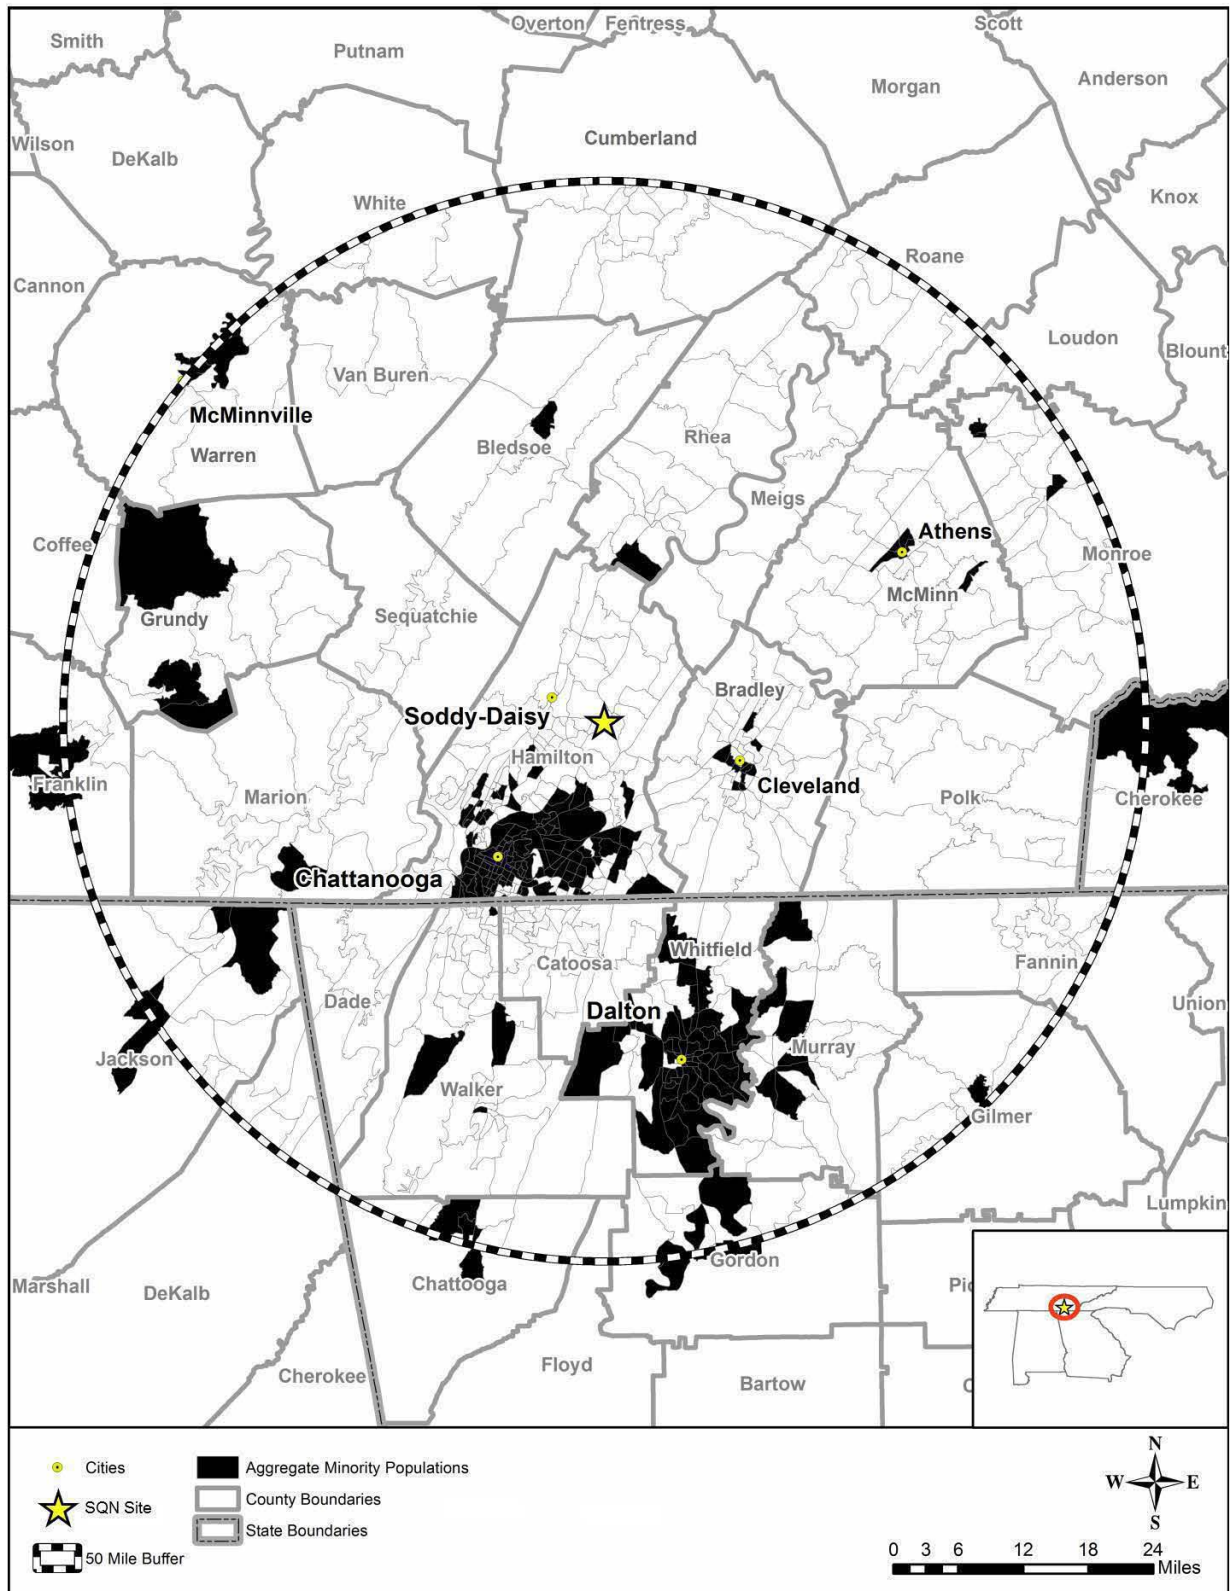 Overton Fentress
Scott
Smith
Putnam
Anderson
Morgan
Wilson
DeKalb
Cumberland
Knox
White
Roane
Cannon
Loudon
Blount
Van Buren
McMinnville
Rhea
Warren
Bledsoe
Meigs
Athens
Coffee
Monroe
McMinn
Grundy
Sequatchie
Bradley
Soddy-Daisy
Hamilton
Franklin
Cleveland
Marion
Polk
Cherokee
Chattanooga
Whitfield
Catoosa
Fannin
Dade
Union
Dalton
Jackson
Murray
Walker
Gilmer
Lumpkin
Gordon
Marshall
DeKalb
Chattooga
Floyd
Cherokee
Bartow
Cities
Aggregate Minority Populations
SQN Site
County Boundaries
State Boundaries
50 Mile Buffer
N
W E
S
0 3 6 12 18 24
Miles